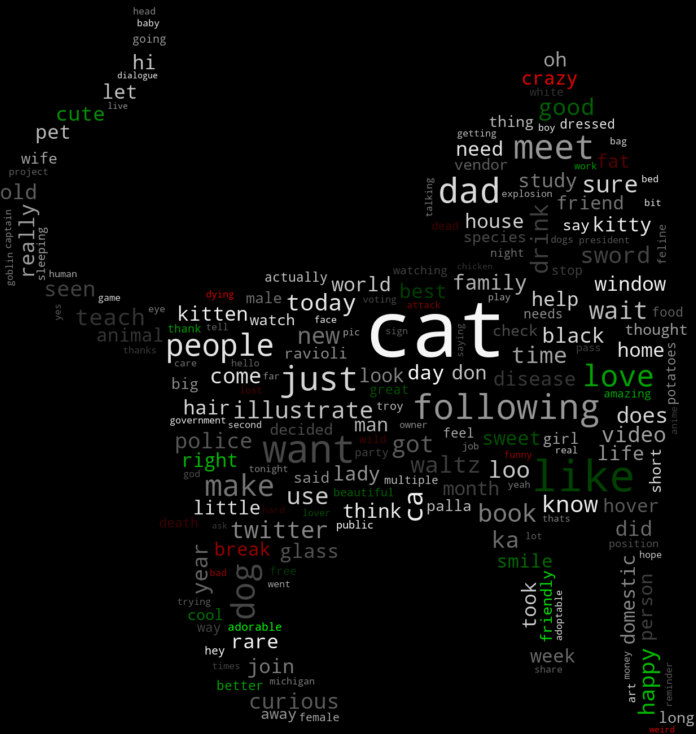 head
baby
going
hi
dialogue
let
live
cute
pet
wife
project
old
really
captain
goblin
sleeping
human
seen
game
yes
eye
teach
animal
thanks
oh
crazy
white
good
thing
boy
dressed
getting
need
meet
bag
vendor
work
fat
talking
dad
explosion
study
sure
bed
friend
bit
dead
house
drink
say
kitty
species
dogs
president
feline
night
stop
sword
chicken
watching
actually
world
family
window
dying
male
today
voting
best
attack
play
help
wait
food
kitten
watch
face
cat
needs
thank
tell
new
pic
sign
saying
check
black
thought
people
ravioli
time
pass
home
potatoes
care
hello
come
far
just
look
day
don
disease
love
big
lost
great
amazing
hair
illustrate
troy
following
does
anime
government
second
decided
man
owner
feel
sweet
girl
video
police
want
wild
got
job
real
party
funny
life
right
god
tonight
said
lady
waltz
loo
yeah
like
short
make
multiple
month
use
beautiful
ca
little
hard
lover
think
palla
book
know
hover
thats
death
ask
twitter
public
ka
lot
did
position
break
glass
smile
hope
year
bad
dog
free
went
took
friendly
adoptable
domestic
person
trying
cool
way
adorable
hey
rare
times
join
week
share
better
michigan
art
money
happy
reminder
curious
away
female
long
weird